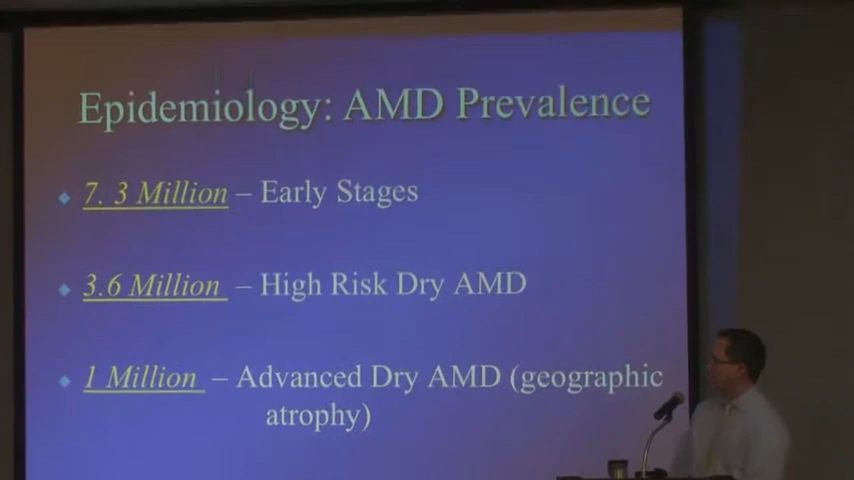 Epidemiology: AMD Prevalence
7. 3 Million – Early Stages
3.6 Million – High Risk Dry AMD
1 Million – Advanced Dry AMD (geographic
atrophy)